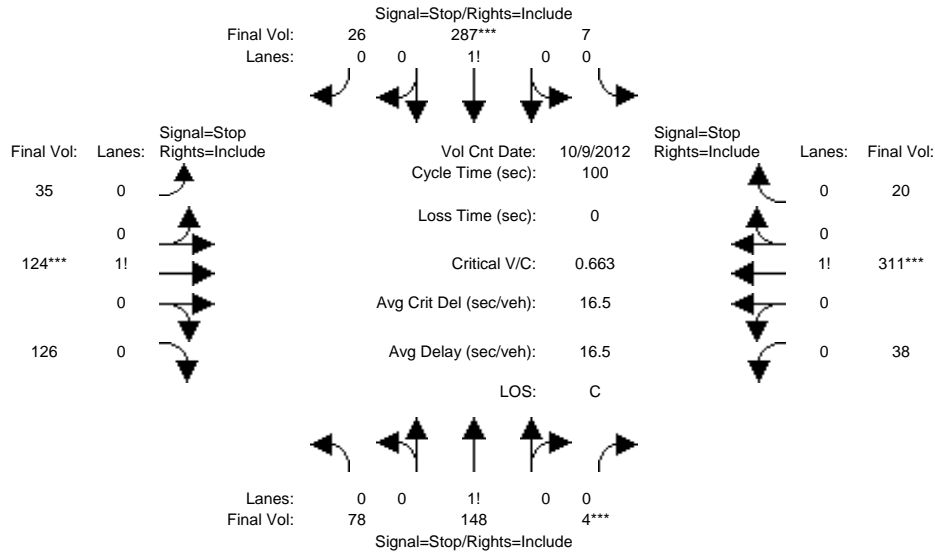 Signal=Stop/Rights=Include
Final Vol: 26 287*** 7
Lanes: 0 0 1! 0 0
Signal=Stop Signal=Stop
Final Vol: Lanes: Rights=Include Vol Cnt Date: 10/9/2012 Rights=Include Lanes: Final Vol:
Cycle Time (sec): 100
35 0 0 20
Loss Time (sec): 0
0 0
124*** 1! Critical V/C: 0.663 1! 311***
0 Avg Crit Del (sec/veh): 16.5 0
126 0 Avg Delay (sec/veh): 16.5 0 38
LOS: C
Lanes: 0 0 1! 0 0
Final Vol: 78 148 4***
Signal=Stop/Rights=Include